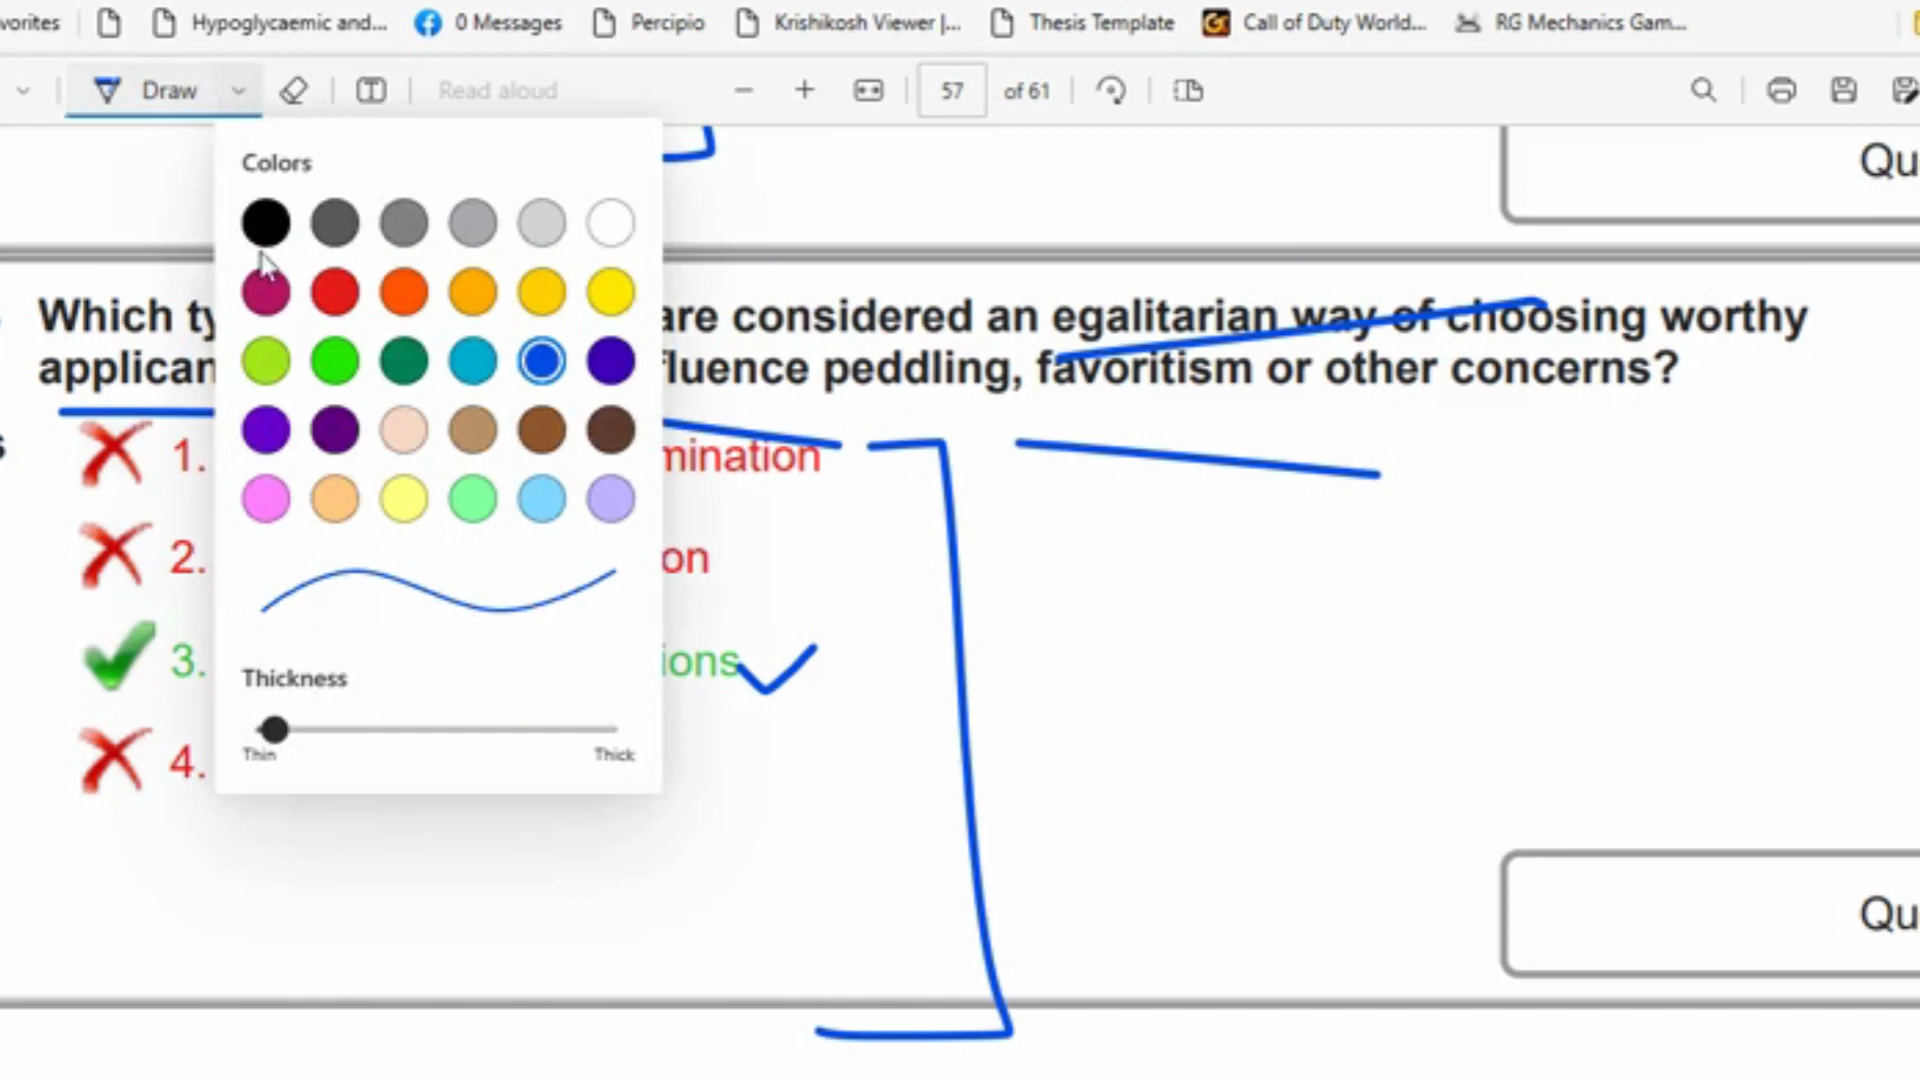 vorites Hypoglycaemic and... 0 Messages Percipio Krishikosh Viewer |... Thesis Template Call of Duty World... RG Mechanics Gam...
Draw Read aloud 57 of 61
Colors
Qu
Which ty are considered an egalitarian way of choosing worthy
applican fluence peddling, favoritism or other concerns?
1. mination
2. on
3. ions
Thickness
Thin Thick
4.
Qu